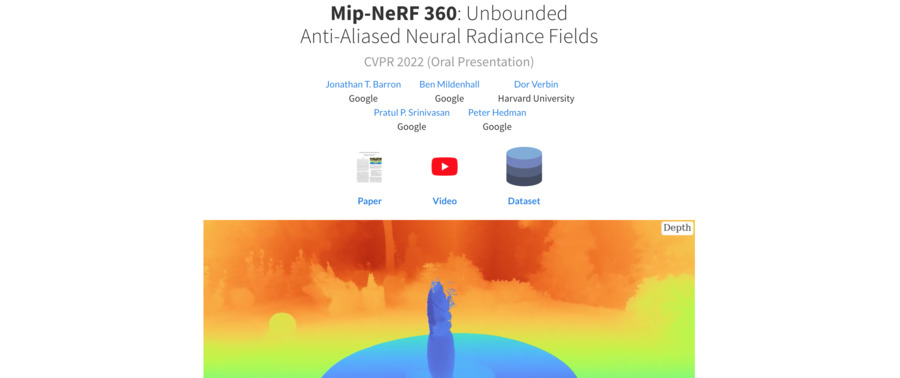 Mip-NeRF 360: Unbounded
Anti-Aliased Neural Radiance Fields
CVPR 2022 (Oral Presentation)
Jonathan T. Barron Ben Mildenhall Dor Verbin
Google Google Harvard University
Pratul P. Srinivasan Peter Hedman
Google Google
Paper Video Dataset
Depth